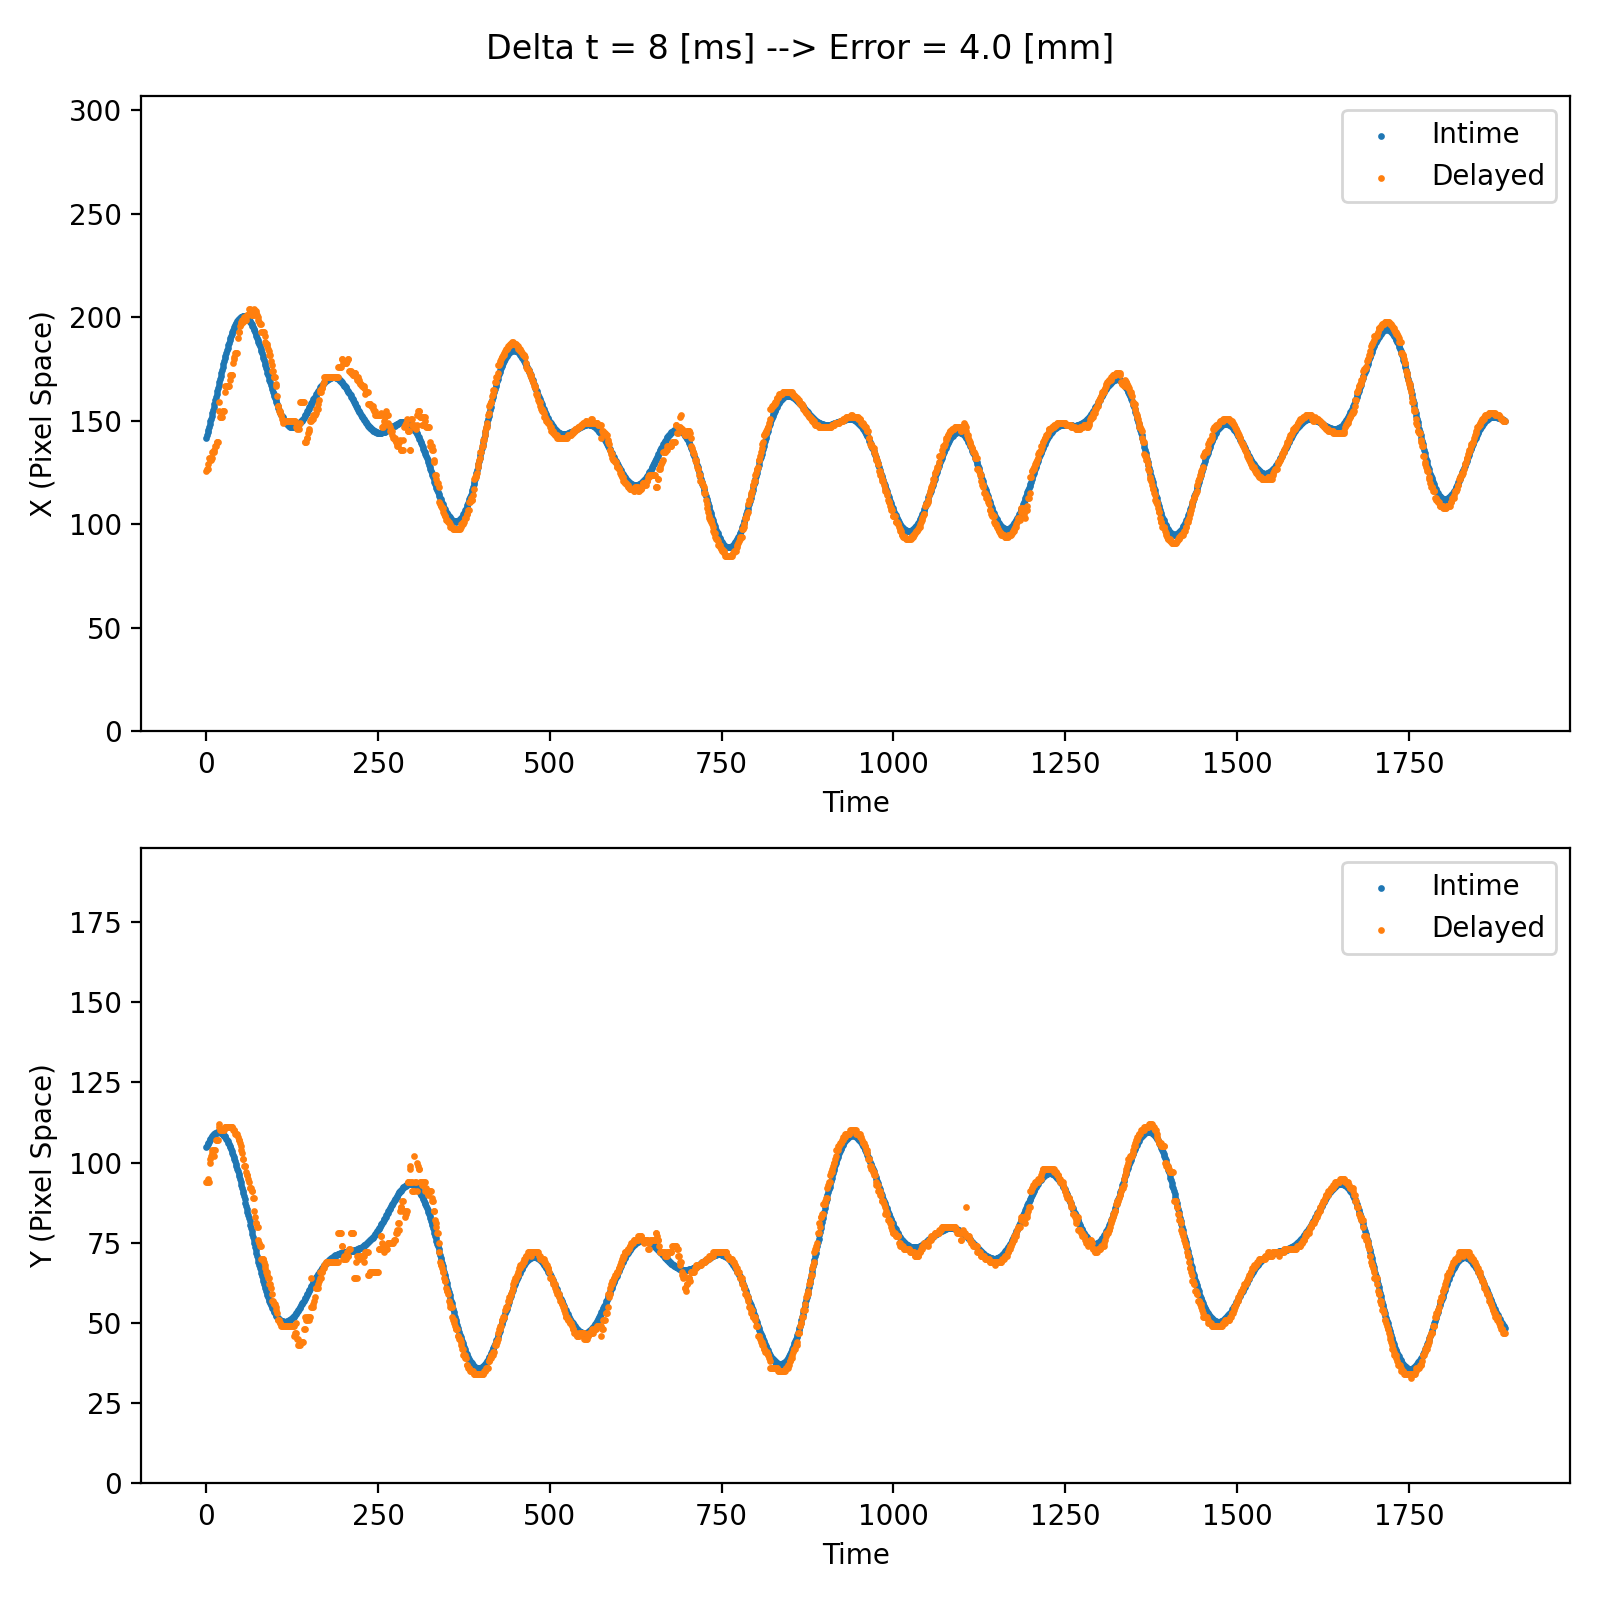 Delta t = 8 [ms] --> Error = 4.0 [mm]
300
250
200
150
100
50
0
X (Pixel Space)
Intime
Delayed
0 250 500 750 1000 1250 1500 1750
Time
175
150
125
100
75
50
25
0
Y (Pixel Space)
Intime
Delayed
0 250 500 750 1000 1250 1500 1750
Time